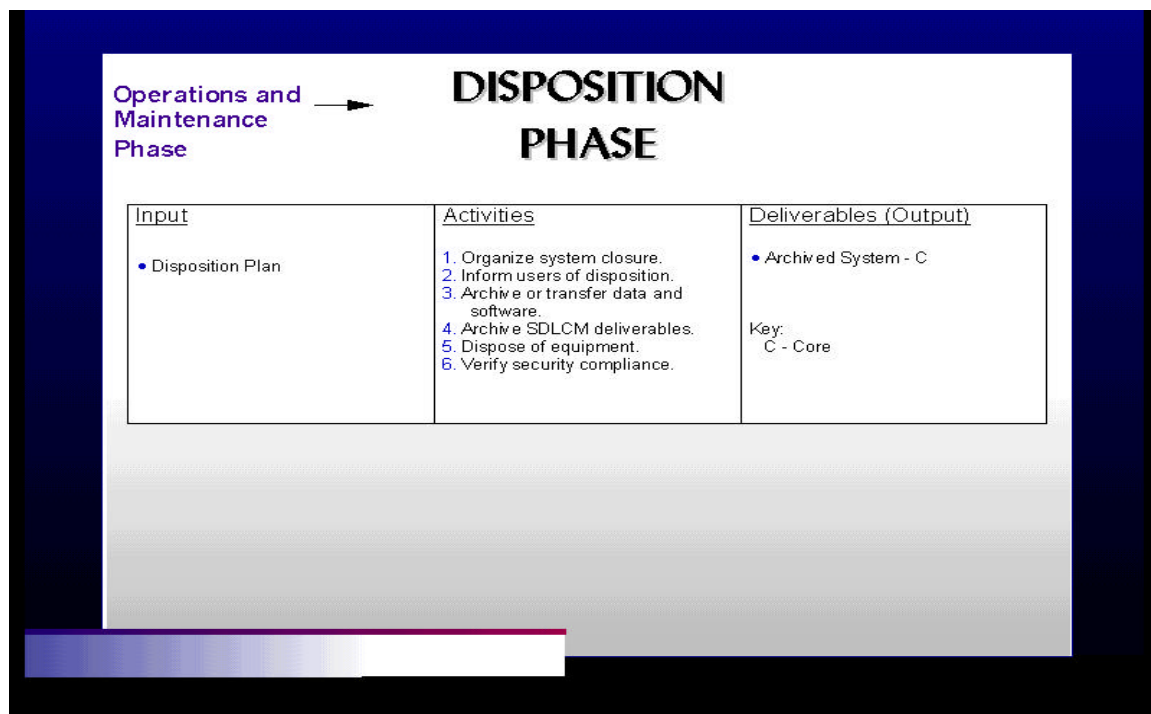 Operations and
Maintenance
Phase
DISPOSITION
PHASE
Input
• Disposition Plan
Activities
1. Organize system closure.
2. Inform users of disposition.
3. Archive or transfer data and
software.
4. Archive SDLCM deliverables.
5. Dispose of equipment.
6. Verify security compliance.
Deliverables (Output)
• Archived System - C
Key:
C - Core